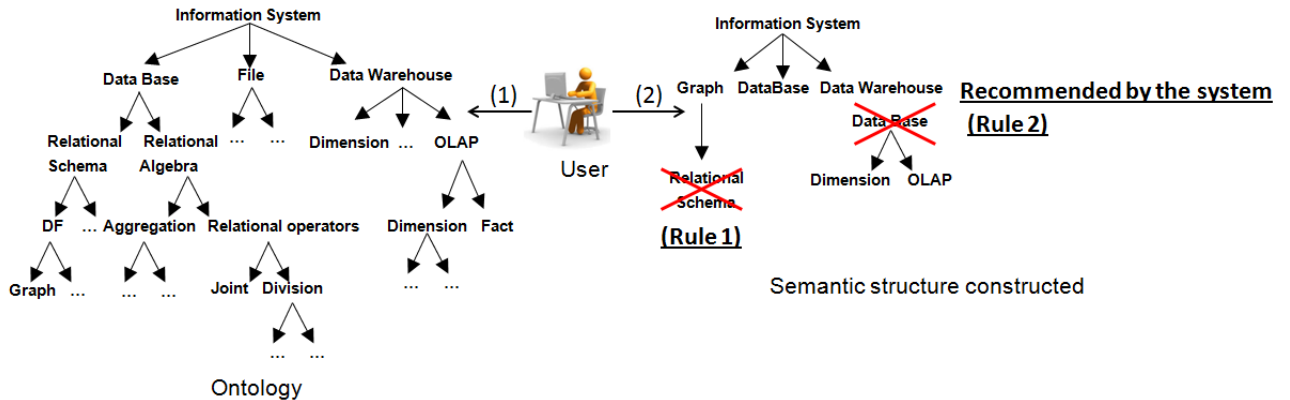 Information System
Data Base File Data Warehouse
Relational Schema Relational Algebra … … Dimension … OLAP
DF … Aggregation Relational operators Dimension Fact
Graph … … … Joint Division … …
… …
Ontology
(1) (2)
User
Information System
Graph DataBase Data Warehouse
Recommended by the system
Data Base
(Rule 2)
Dimension OLAP
Relational
Schema
(Rule 1)
Semantic structure constructed